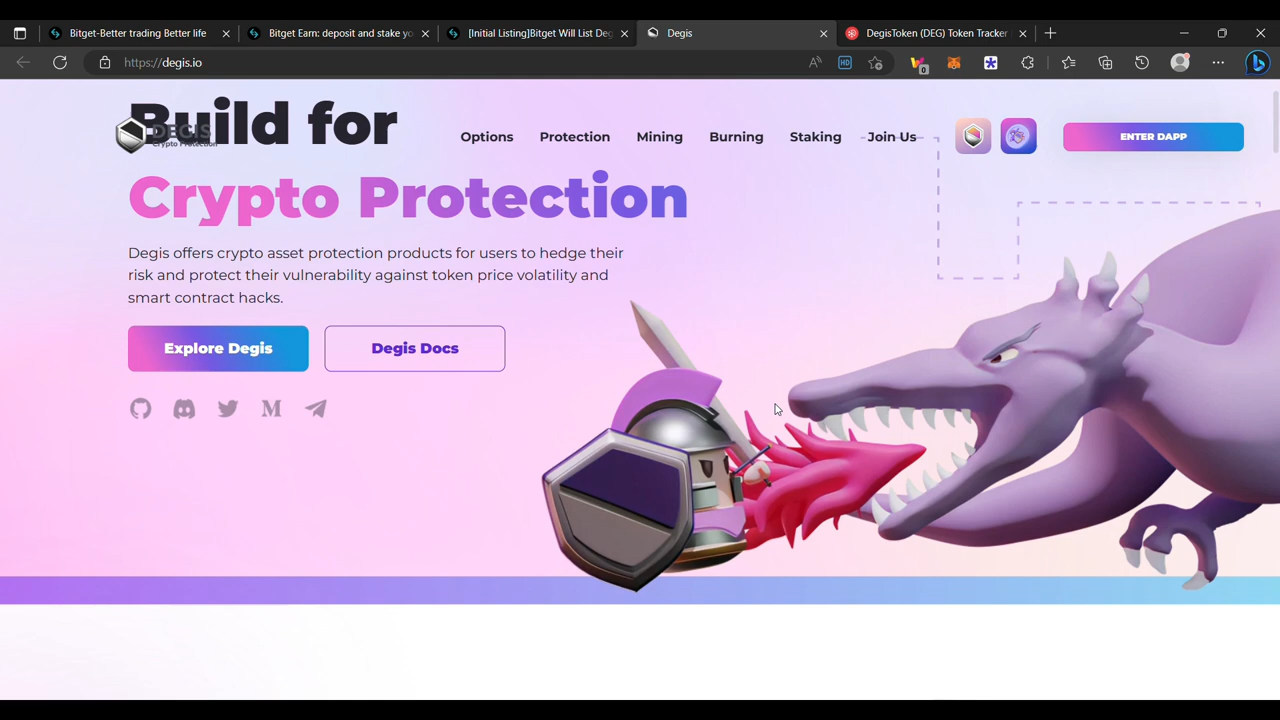 Bitget-Better trading Better life
Bitget Earn: deposit and stake yo
[Initial Listing]Bitget Will List Deg
Degis
DegisToken (DEG) Token Tracker
https://degis.io
HD
0
Build for
DEGIS
Crypto Protection
Options
Protection
Mining
Burning
Staking
Join Us
ENTER DAPP
Crypto Protection
Degis offers crypto asset protection products for users to hedge their
risk and protect their vulnerability against token price volatility and
smart contract hacks.
Explore Degis
Degis Docs